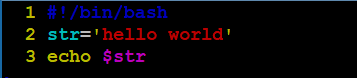 1 #!/bin/bash
2 str='hello world'
3 echo $str